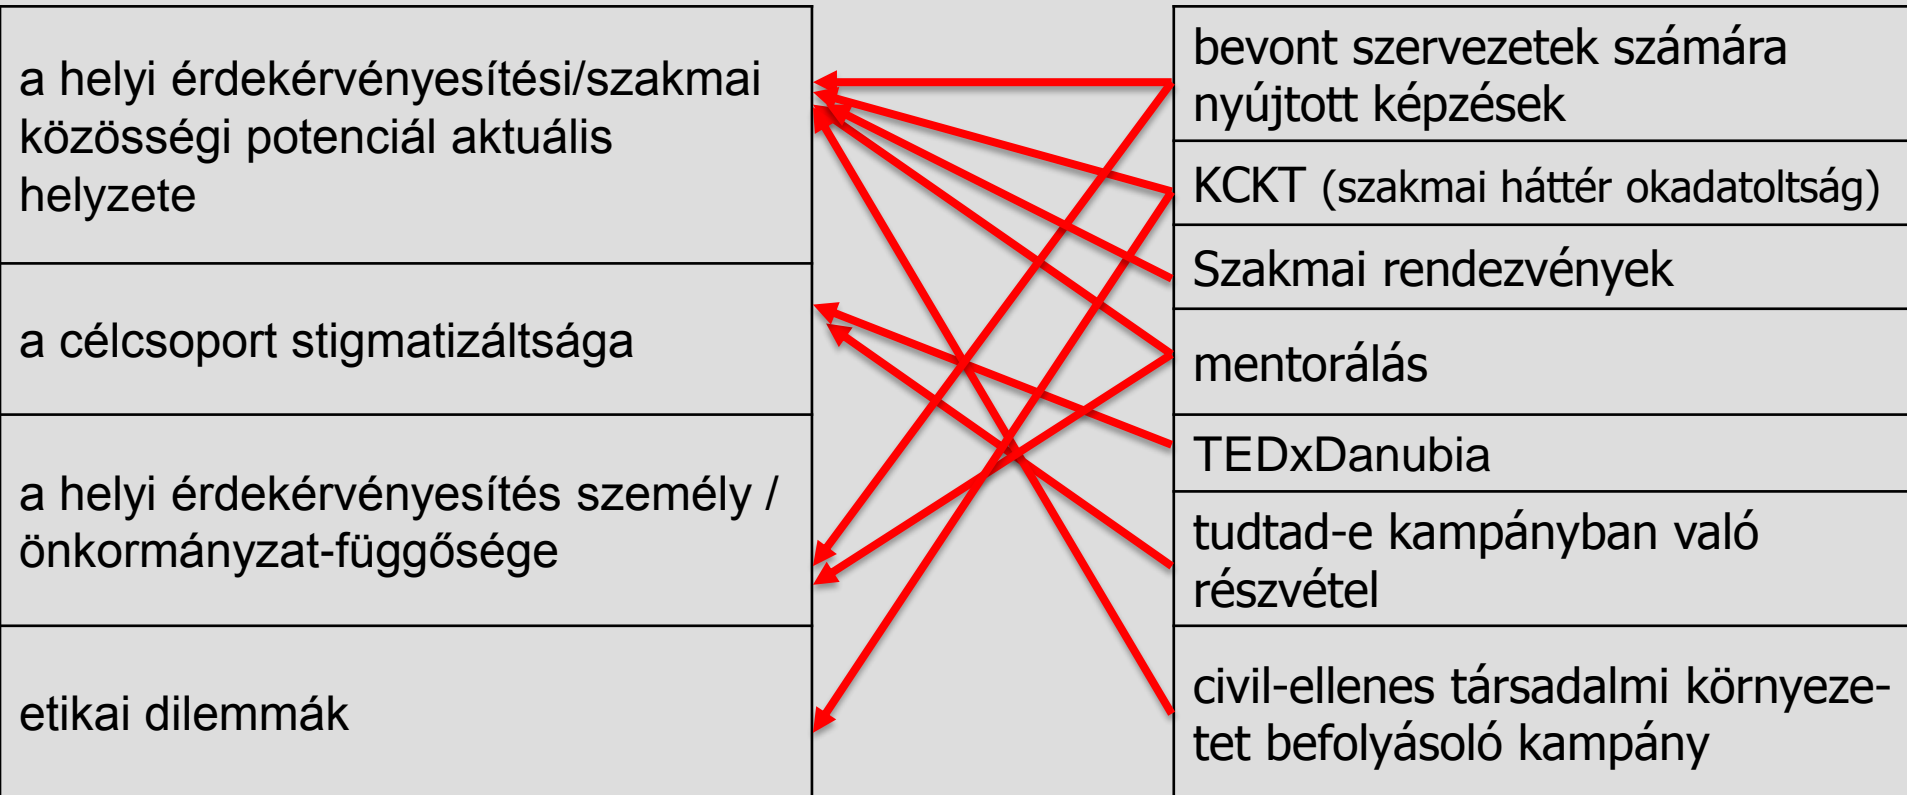 a helyi érdekérvényesítési/szakmai
közösségi potenciál aktuális
helyzete
a célcsoport stigmatizáltsága
a helyi érdekérvényesítés személy /
önkormányzat-függősége
etikai dilemmák
bevont szervezetek számára
nyújtott képzések
KCKT (szakmai háttér okadatoltság)
Szakmai rendezvények
mentorálás
TEDxDanubia
tudtad-e kampányban való
részvétel
civil-ellenes társadalmi környeze-
tet befolyásoló kampány